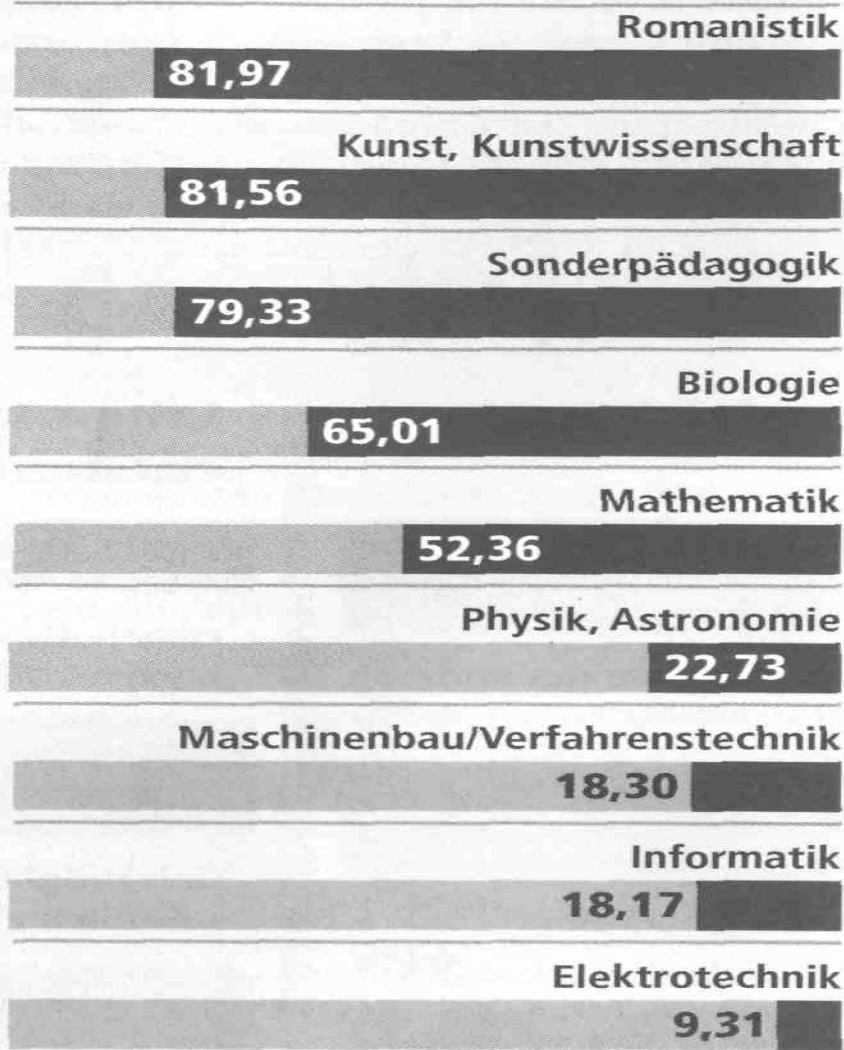 Romanistik
81,97
Kunst, Kunstwissenschaft
81,56
Sonderpädagogik
79,33
Biologie
65,01
Mathematik
52,36
Physik, Astronomie
22,73
Maschinenbau/Verfahrenstechnik
18,30
Informatik
18,17
Elektrotechnik
9,31